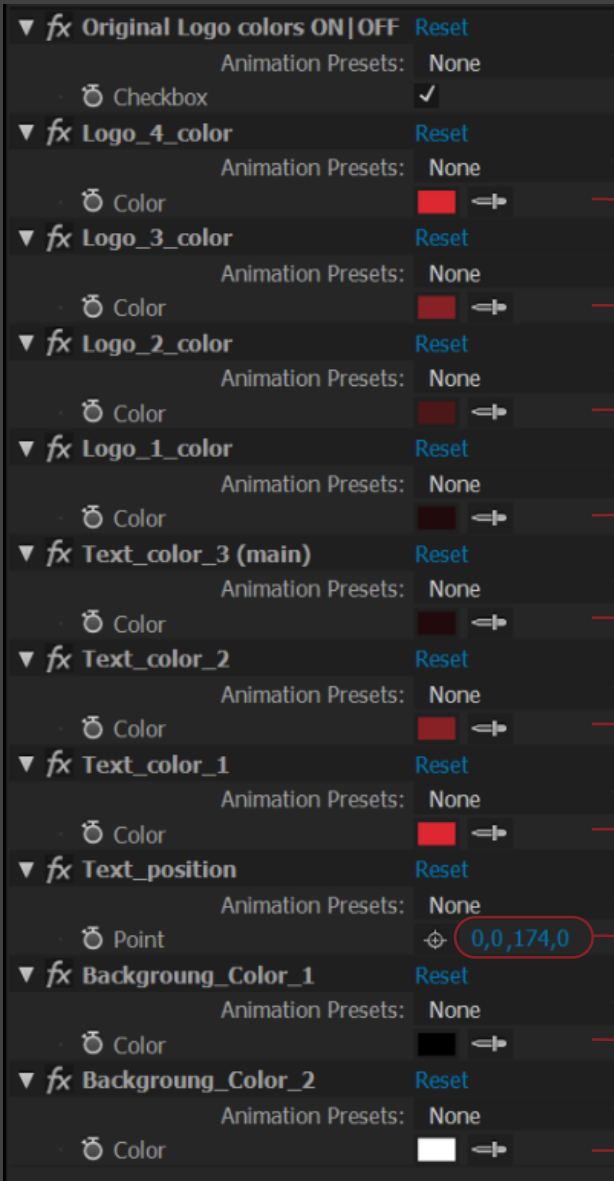 fx Original Logo colors ON|OFF Reset
Animation Presets: None
Checkbox
fx Logo_4_color Reset
Animation Presets: None
Color
fx Logo_3_color Reset
Animation Presets: None
Color
fx Logo_2_color Reset
Animation Presets: None
Color
fx Logo_1_color Reset
Animation Presets: None
Color
fx Text_color_3 (main) Reset
Animation Presets: None
Color
fx Text_color_2 Reset
Animation Presets: None
Color
fx Text_color_1 Reset
Animation Presets: None
Color
fx Text_position Reset
Animation Presets: None
Point 0,0,174,0
fx Backgroung_Color_1 Reset
Animation Presets: None
Color
fx Backgroung_Color_2 Reset
Animation Presets: None
Color